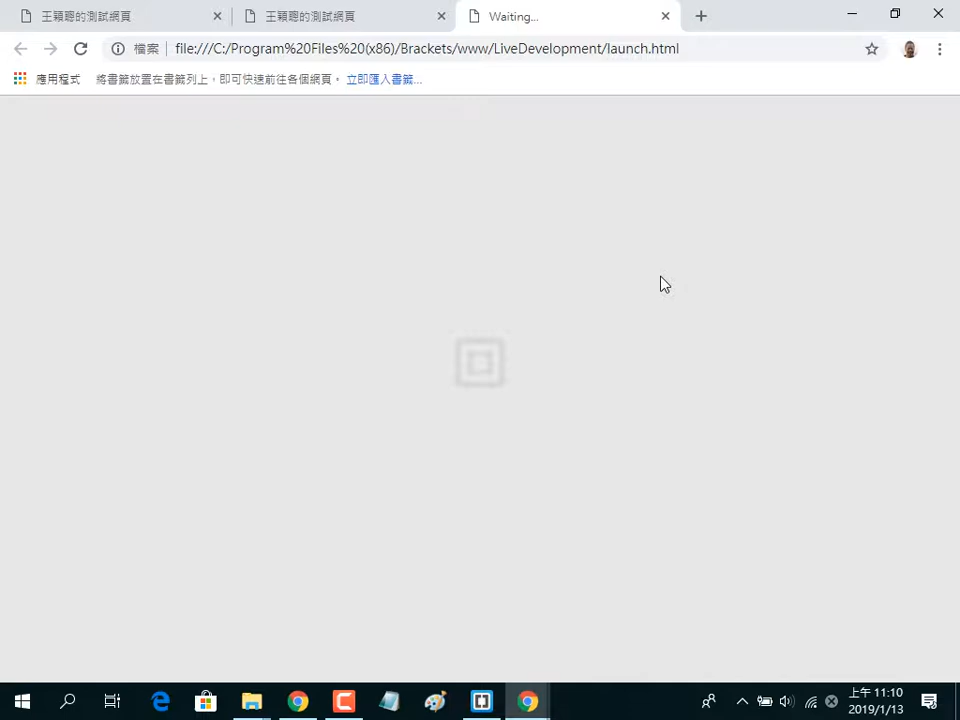 王穎聰的測試網頁
王穎聰的測試網頁
Waiting...
檔案
file:///C:/Program%20Files%20(x86)/Brackets/www/LiveDevelopment/launch.html
應用程式
將書籤放置在書籤列上，即可快速前往各個網頁。 立即匯入書籤...
上午 11:10
2019/1/13